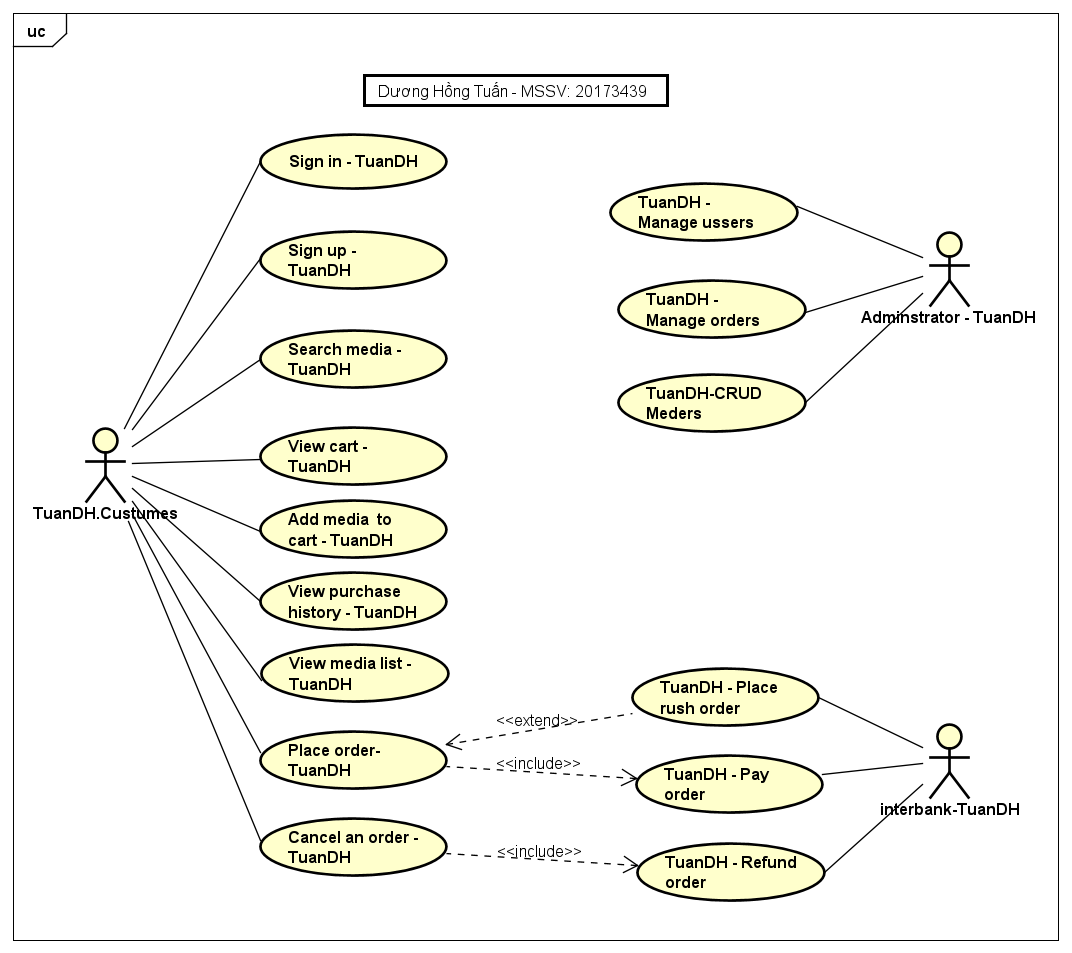 uc
Dương Hồng Tuấn - MSSV: 20173439
Sign in - TuanDH
Sign up -
TuanDH
Search media -
TuanDH
View cart -
TuanDH
Add media  to
cart - TuanDH
View purchase
history - TuanDH
View media list -
TuanDH
Place order-
TuanDH
Cancel an order -
TuanDH
TuanDH.Custumes
TuanDH -
Manage ussers
TuanDH -
Manage orders
TuanDH-CRUD
Meders
Adminstrator - TuanDH
<<extend>>
<<include>>
<<include>>
TuanDH - Place
rush order
TuanDH - Pay
order
TuanDH - Refund
order
interbank-TuanDH